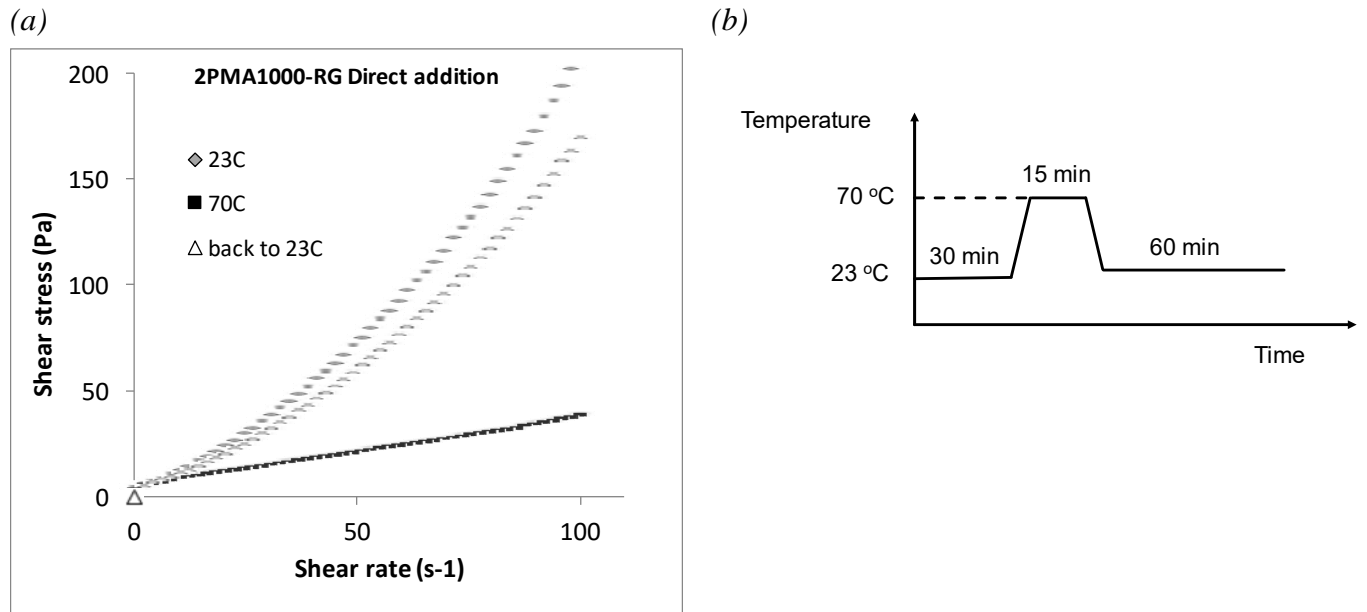 (a)
2PMA1000-RG Direct addition
23C
70C
back to 23C
200
150
100
50
0
0 50 100
Shear stress (Pa)
Shear rate (s-1)
(b)
Temperature
15 min
70 oC
30 min
60 min
23 oC
Time